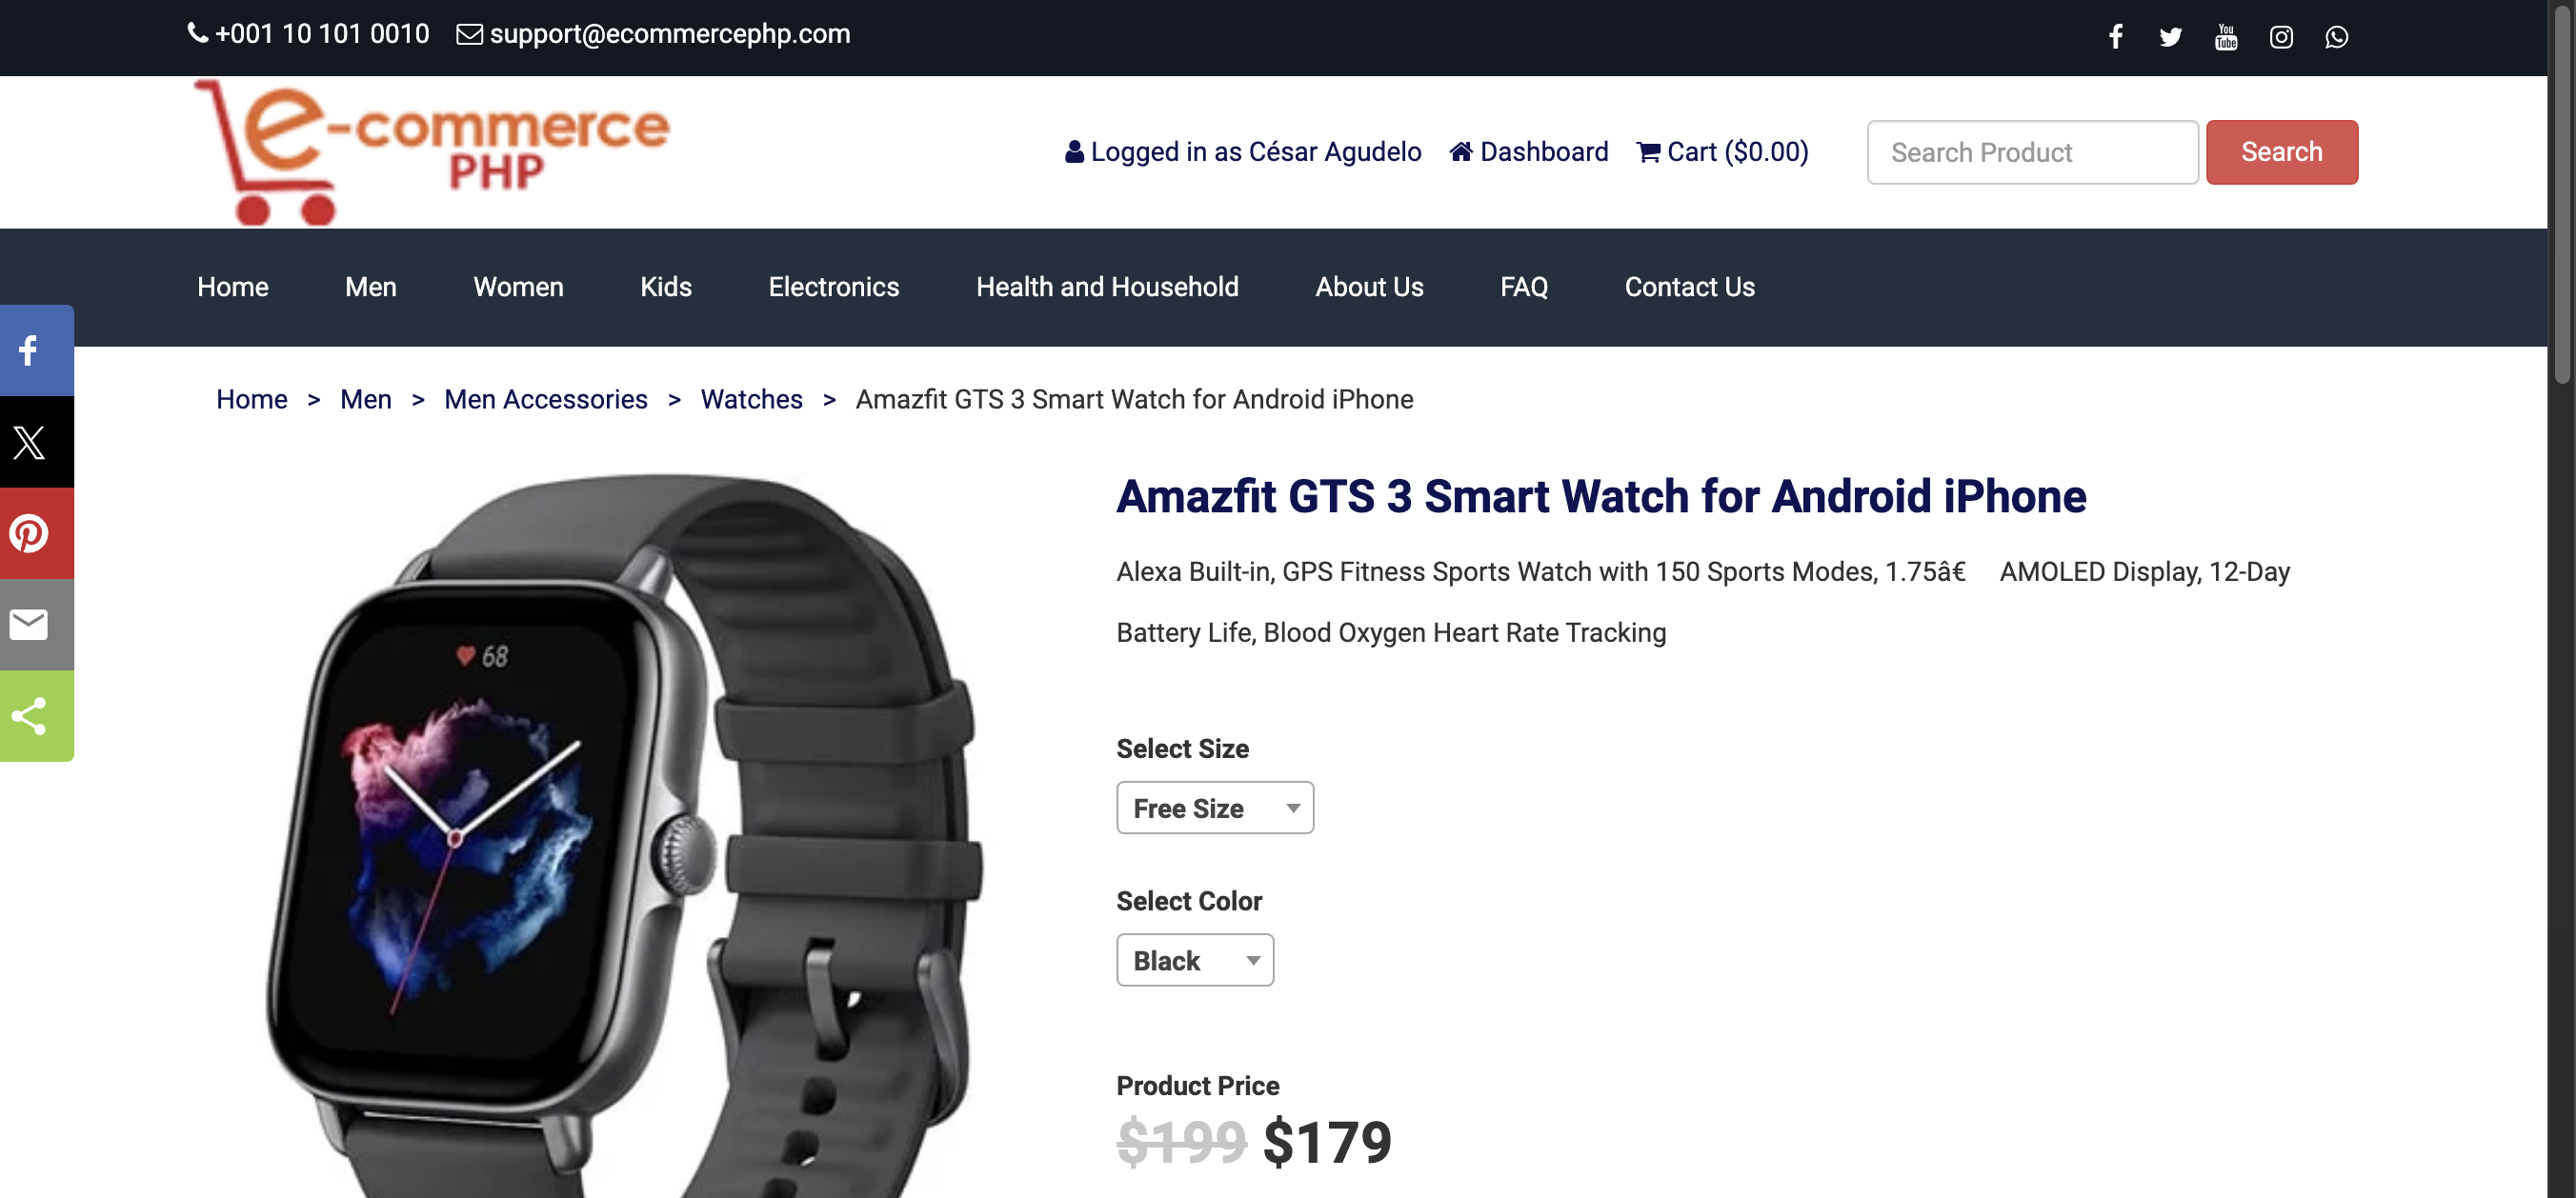 +001 10 101 0010 support@ecommercephp.com
You
Tube
e-commerce
PHP
Logged in as César Agudelo Dashboard Cart ($0.00) Search Product Search
Home Men Women Kids Electronics Health and Household About Us FAQ Contact Us
Home > Men > Men Accessories > Watches > Amazfit GTS 3 Smart Watch for Android iPhone
Amazfit GTS 3 Smart Watch for Android iPhone
Alexa Built-in, GPS Fitness Sports Watch with 150 Sports Modes, 1.75â€ AMOLED Display, 12-Day
Battery Life, Blood Oxygen Heart Rate Tracking
68
Select Size
Free Size
Select Color
Black
Product Price
$199 $179